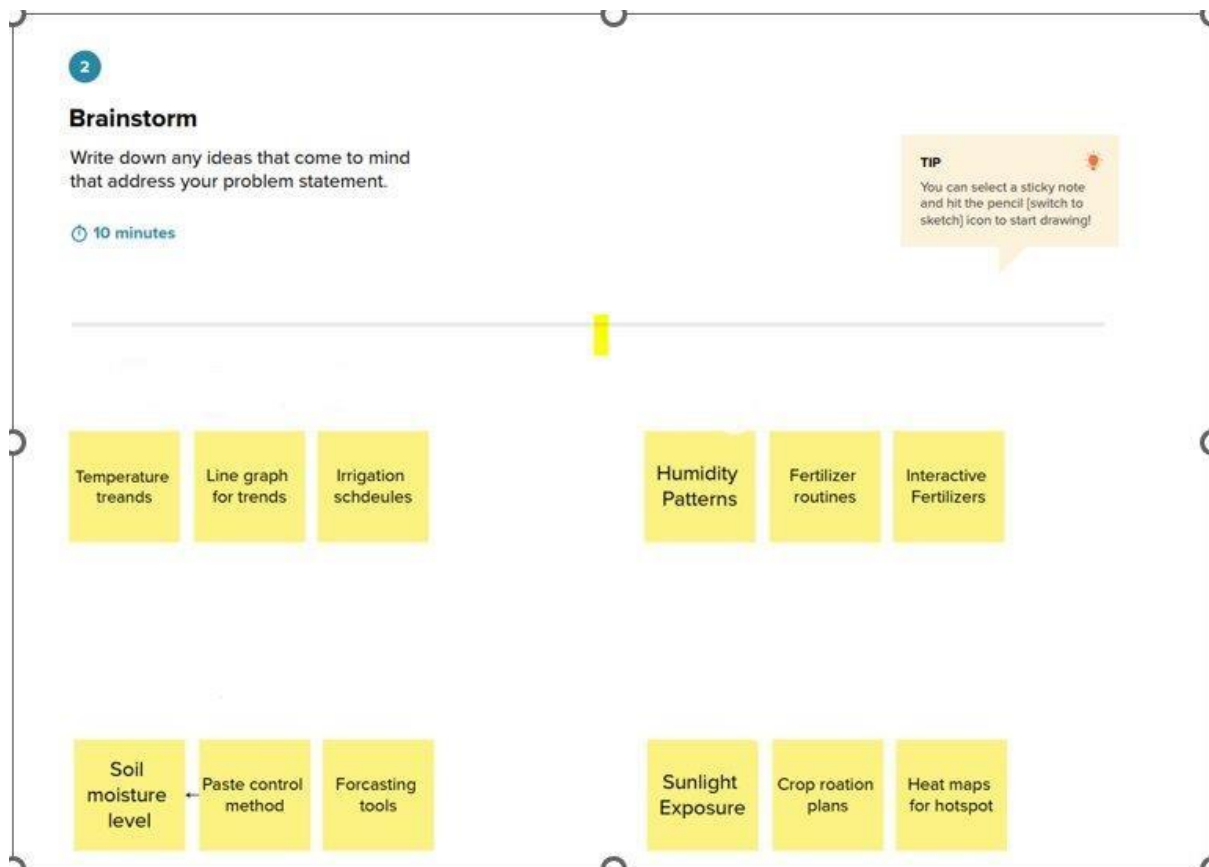 2
Brainstorm
Write down any ideas that come to mind
that address your problem statement.
10 minutes
TIP
You can select a sticky note
and hit the pencil [switch to
sketch] icon to start drawing!
Temperature
treands
Line graph
for trends
Irrigation
schdeules
Humidity
Patterns
Fertilizer
routines
Interactive
Fertilizers
Soil
moisture
level
Paste control
method
Forcasting
tools
Sunlight
Exposure
Crop roation
plans
Heat maps
for hotspot